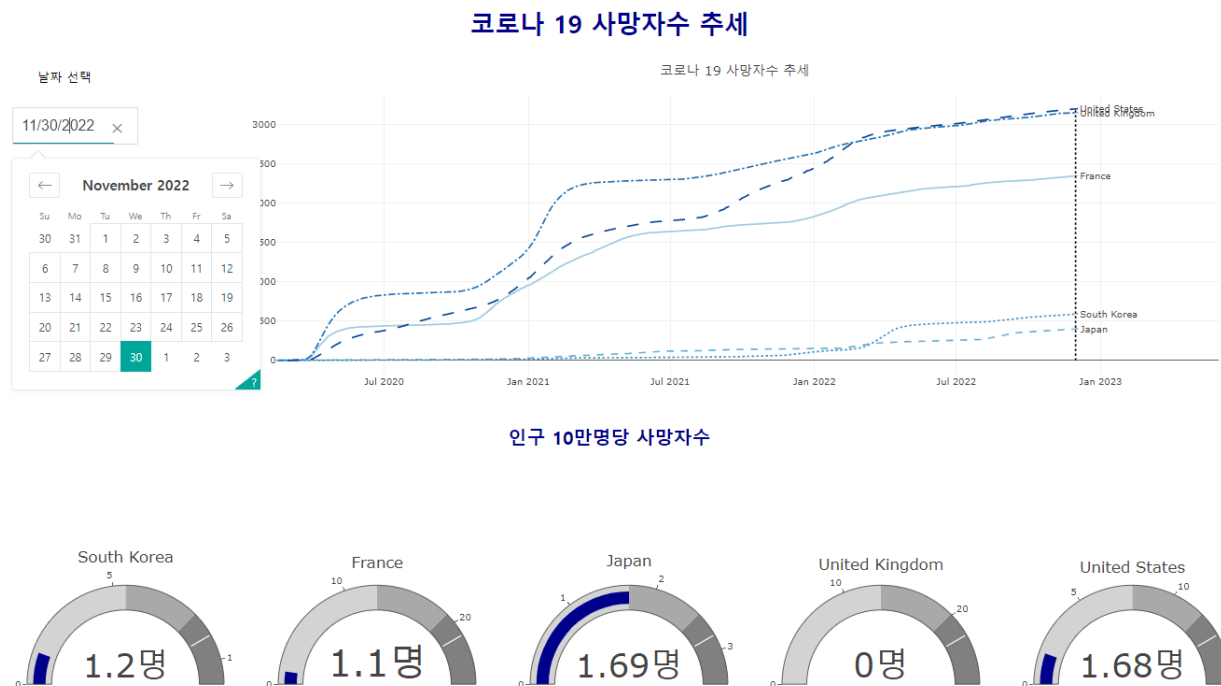 코로나 19 사망자수 추세
날짜 선택
11/30/2022 ×
November 2022
Su Mo Tu We Th Fr Sa
30 31 1 2 3 4 5
6 7 8 9 10 11 12
13 14 15 16 17 18 19
20 21 22 23 24 25 26
27 28 29 30 1 2 3
?
코로나 19 사망자수 추세
3000
500
000
500
000
500
0
United States
United Kingdom
France
South Korea
Japan
Jul 2020 Jan 2021 Jul 2021 Jan 2022 Jul 2022 Jan 2023
인구 10만명당 사망자수
South Korea
0 5 1
1.2명
France
0 10 20
1.1명
Japan
0 1 2 3
1.69명
United Kingdom
0 10 20
0명
United States
0 5 10
1.68명